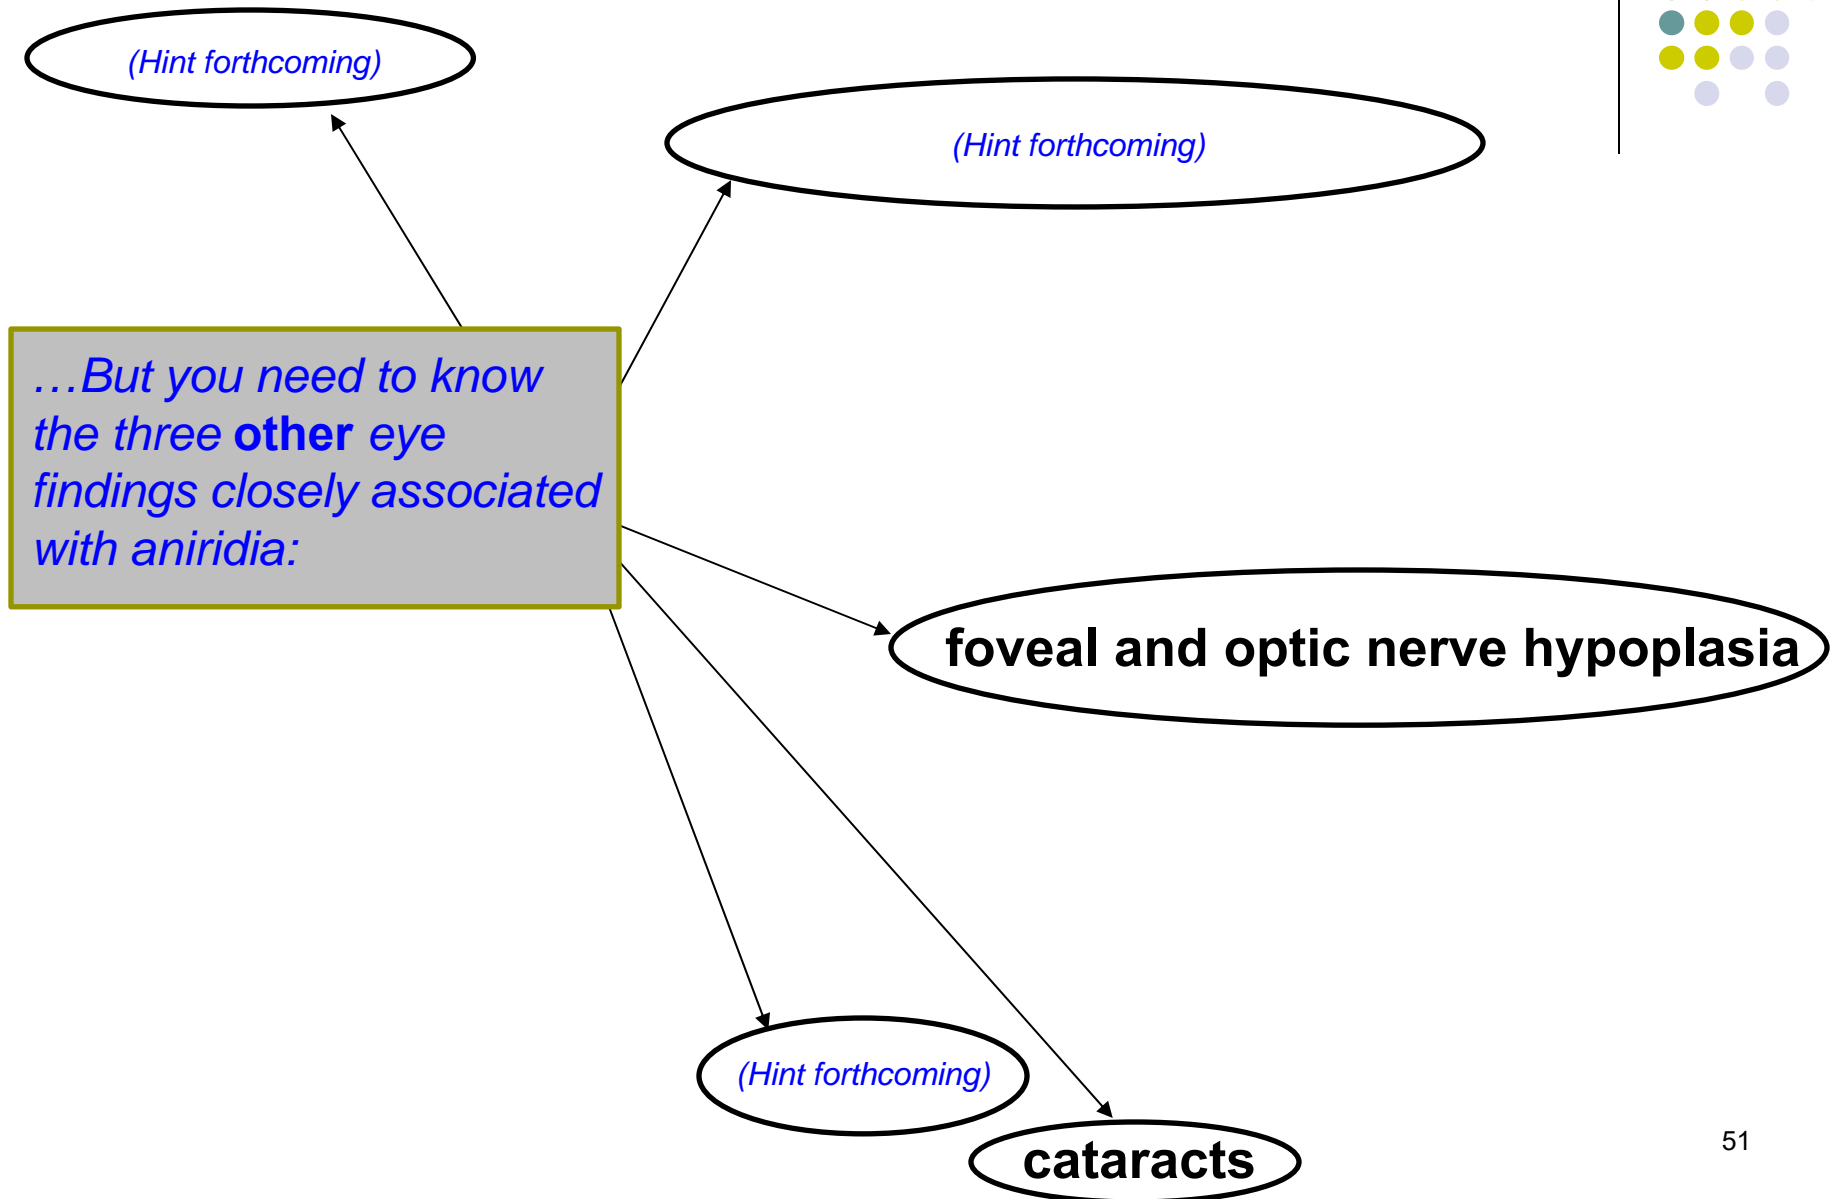 (Hint forthcoming)
(Hint forthcoming)
…But you need to know
the three other eye
findings closely associated
with aniridia:
foveal and optic nerve hypoplasia
(Hint forthcoming)
cataracts
51